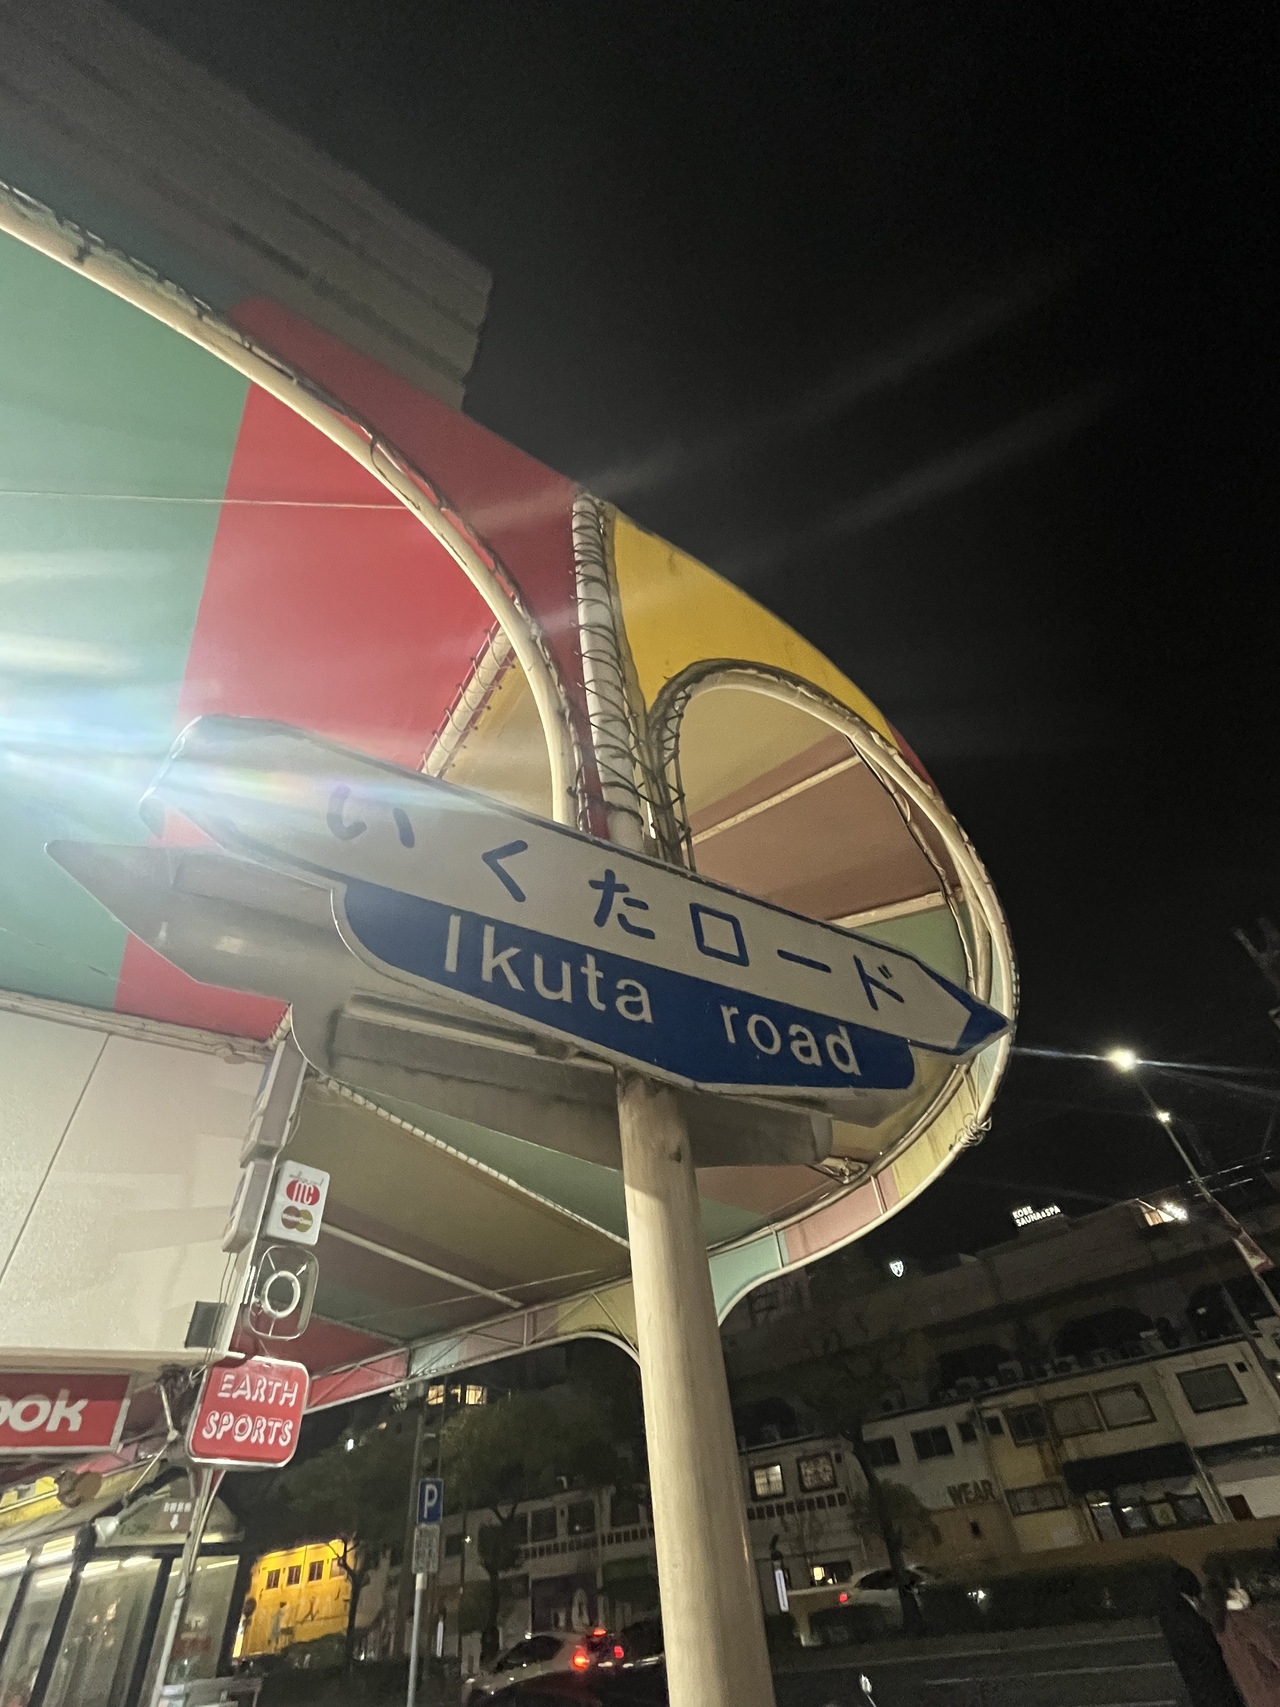 いくたロード
Ikuta road
KOBE
SAUNA & SPA
EARTH
SPORTS
ook
P
WEAR